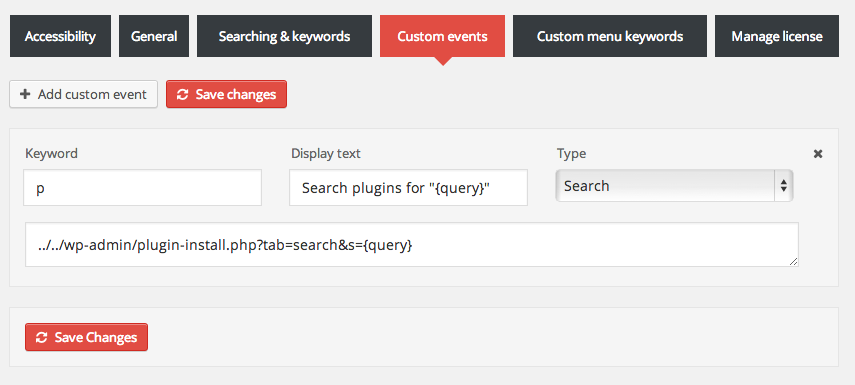 Accessibility General Searching & keywords Custom events Custom menu keywords Manage license
Add custom event Save changes
Keyword Display text Type
p Search plugins for "{query}" Search
../../wp-admin/plugin-install.php?tab=search&s={query}
Save Changes